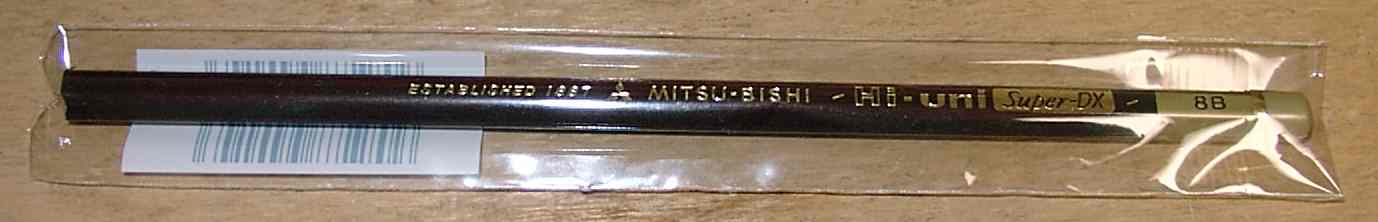 ESTABLISHED 1887 MITSU-BISHI - Hi-uni Super-DX - 8B